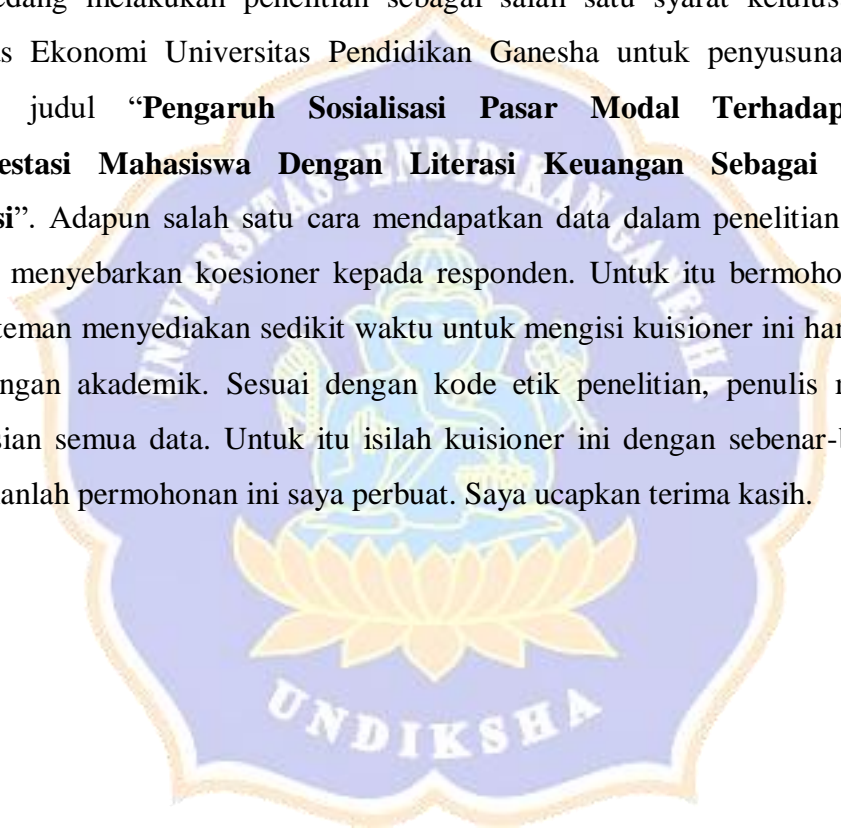 edang melakukan penelitian sebagai salah satu syarat kelulus
as Ekonomi Universitas Pendidikan Ganesha untuk penyusuna
judul “Pengaruh Sosialisasi Pasar Modal Terhadap
estasi Mahasiswa Dengan Literasi Keuangan Sebagai
si”. Adapun salah satu cara mendapatkan data dalam penelitian
menyebarkan koesioner kepada responden. Untuk itu bermoho
teman menyediakan sedikit waktu untuk mengisi kuisioner ini har
ngan akademik. Sesuai dengan kode etik penelitian, penulis
sian semua data. Untuk itu isilah kuisioner ini dengan sebenar-
anlah permohonan ini saya perbuat. Saya ucapkan terima kasih.
UNIVERSITAS PENDIDIKAN GANESHA
UNDIKSHA